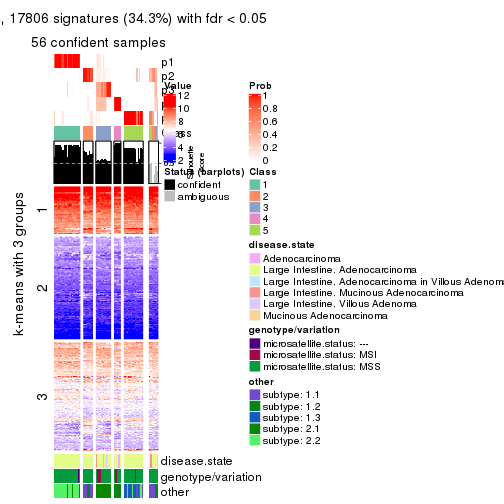 , 17806 signatures (34.3%) with fdr < 0.05
56 confident samples
p1
p2
p3
k-means with 3 groups
1
2
3
Value
12
10
8
6
4
2
Silhouette
score
Status (barplots)
confident
ambiguous
Prob
1
0.8
0.6
0.4
0.2
0
Class
1
2
3
4
5
disease.state
Adenocarcinoma
Large Intestine. Adenocarcinoma
Large Intestine. Adenocarcinoma in Villous Adenom
Large Intestine. Mucinous Adenocarcinoma
Large Intestine. Villous Adenoma
Mucinous Adenocarcinoma
genotype/variation
microsatellite.status: ---
microsatellite.status: MSI
microsatellite.status: MSS
other
subtype: 1.1
subtype: 1.2
subtype: 1.3
subtype: 2.1
subtype: 2.2
disease.state
genotype/variation
other